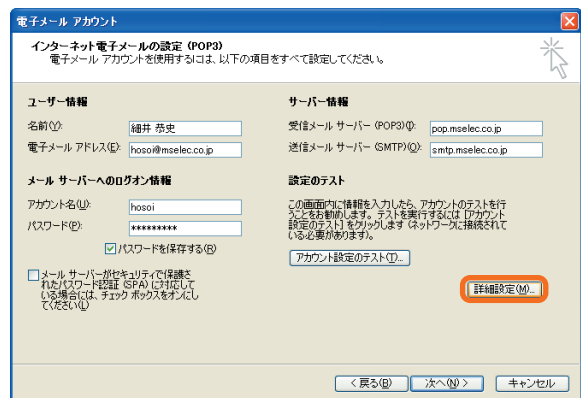 電子メール アカウント
インターネット電子メールの設定 (POP3)
電子メール アカウントを使用するには、以下の項目をすべて設定してください。
ユーザー情報
名前(Y): 細井 恭史
電子メール アドレス(E): hosoi@mselec.co.jp
メール サーバーへのログオン情報
アカウント名(U): hosoi
パスワード(P): *********
パスワードを保存する(R)
メール サーバーがセキュリティで保護さ
れたパスワード認証 (SPA) に対応して
いる場合には、チェック ボックスをオンにし
てください(L)
サーバー情報
受信メール サーバー (POP3)(I): pop.mselec.co.jp
送信メール サーバー (SMTP)(O): smtp.mselec.co.jp
設定のテスト
この画面内に情報を入力したら、アカウントのテストを行
うことをお勧めします。テストを実行するには [アカウント
設定のテスト] をクリックします (ネットワークに接続されて
いる必要があります)。
アカウント設定のテスト(T)...
詳細設定(M)...
< 戻る(B)
次へ(N) >
キャンセル